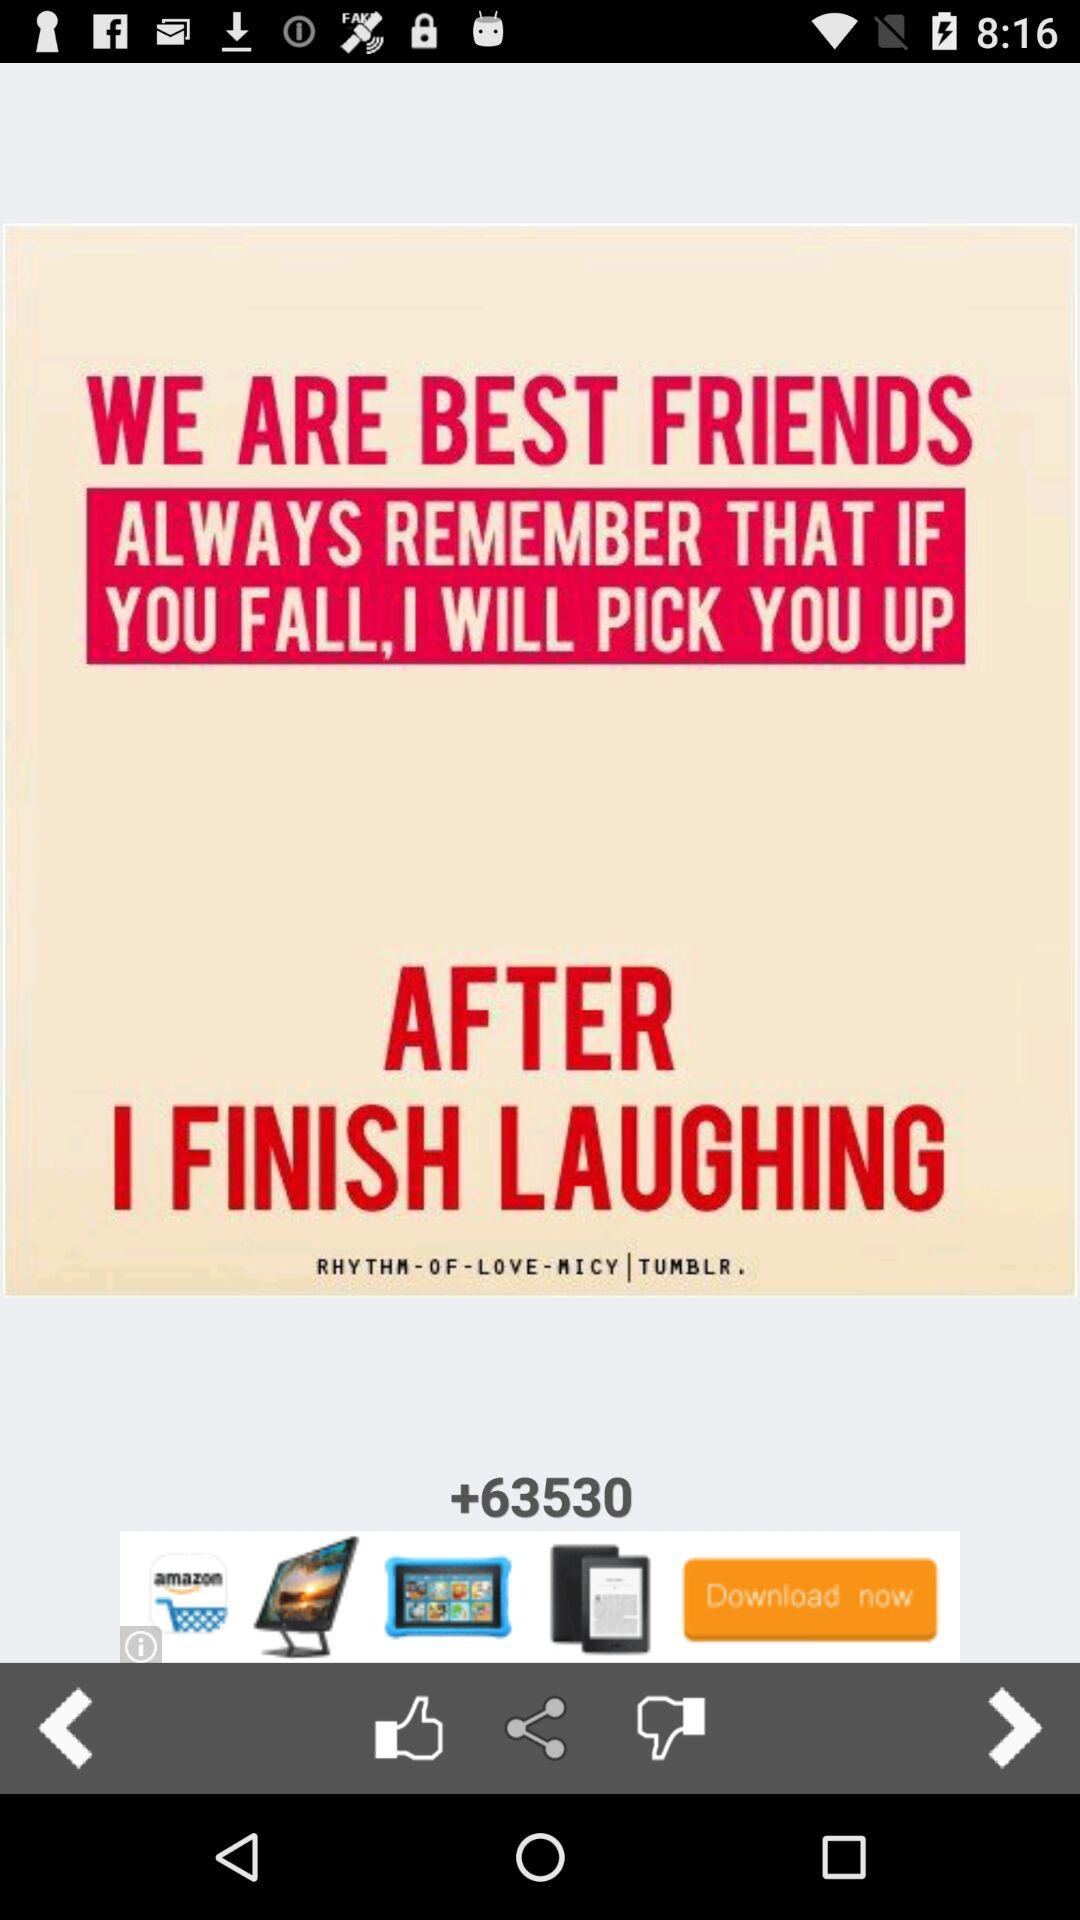 FAKE
8:16
WE ARE BEST FRIENDS
ALWAYS REMEMBER THAT IF
YOU FALL, I WILL PICK YOU UP
AFTER
I FINISH LAUGHING
RHYTHM-OF-LOVE-MICY|TUMBLR.
+63530
amazon
Download now